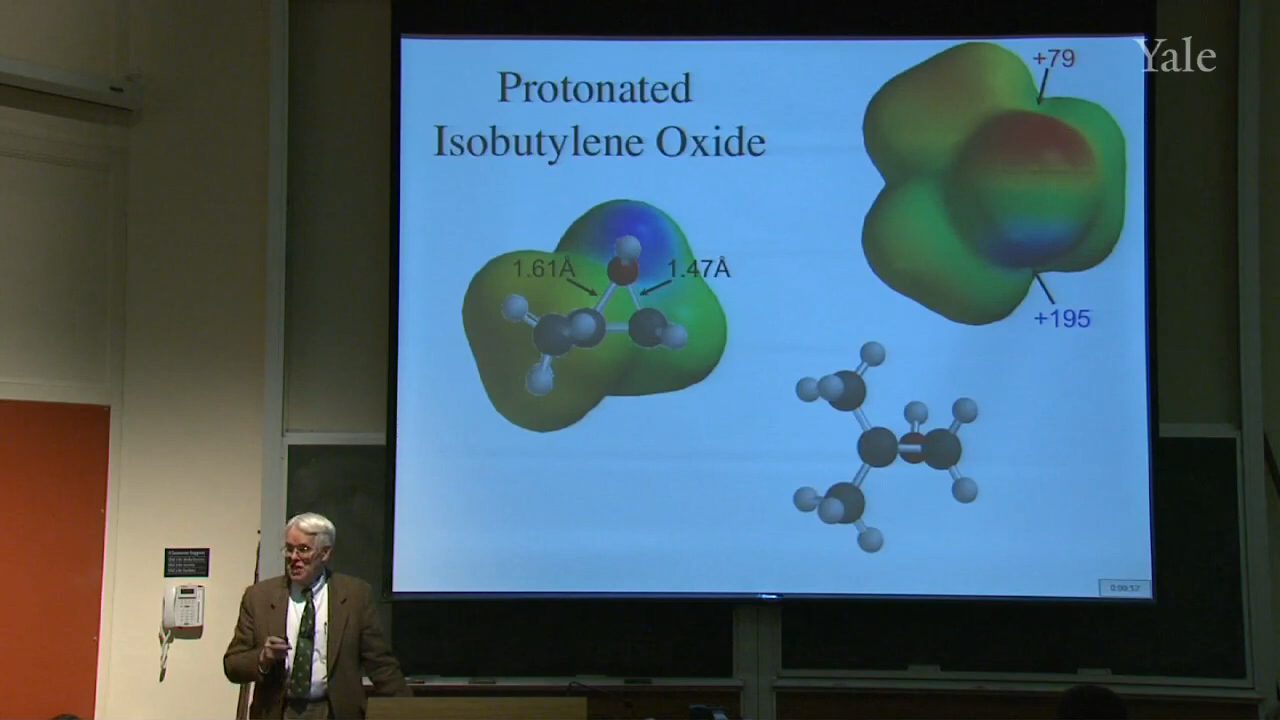 Protonated
Isobutylene Oxide
+79
Yale
1.61Å
1.47Å
+195